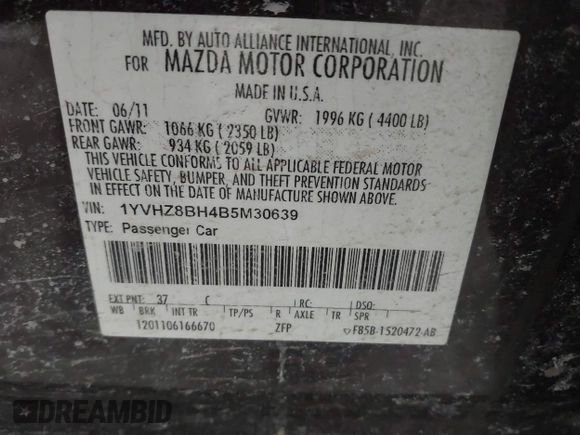 MFD. BY AUTO ALLIANCE INTERNATIONAL, INC.
FOR MAZDA MOTOR CORPORATION
MADE IN U.S.A.
DATE: 06/11 GVWR: 1996 KG ( 4400 LB)
FRONT GAWR: 1066 KG ( 2350 LB)
REAR GAWR: 934 KG ( 2059 LB)
THIS VEHICLE CONFORMS TO ALL APPLICABLE FEDERAL MOTOR
VEHICLE SAFETY, BUMPER, AND THEFT PREVENTION STANDARDS
IN EFFECT ON THE DATE OF MANUFACTURE SHOWN ABOVE.
VIN: 1YVHZ8BH4B5M30639
TYPE: Passenger Car
EXT PNT: 37 C RC: DSO:
WB BRK INT TR TP/PS R AXLE TR SPR
1201106166670 ZFP F85B-1520472-AB
DREAMBID